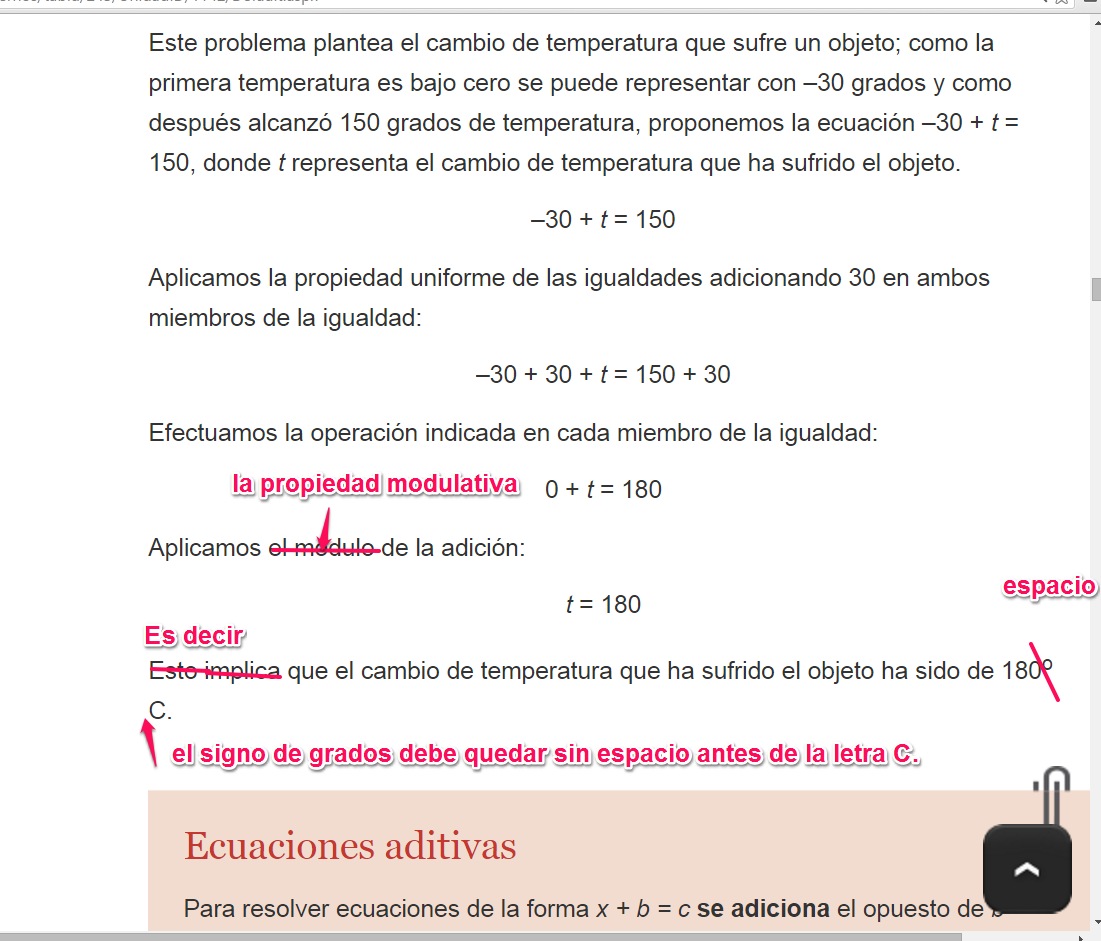 Este problema plantea el cambio de temperatura que sufre un objeto; como la
primera temperatura es bajo cero se puede representar con –30 grados y como
después alcanzó 150 grados de temperatura, proponemos la ecuación –30 + t =
150, donde t representa el cambio de temperatura que ha sufrido el objeto.
–30 + t = 150
Aplicamos la propiedad uniforme de las igualdades adicionando 30 en ambos
miembros de la igualdad:
–30 + 30 + t = 150 + 30
Efectuamos la operación indicada en cada miembro de la igualdad:
la propiedad modulativa
0 + t = 180
Aplicamos el módulo de la adición:
t = 180
espacio
Es decir
Esto implica que el cambio de temperatura que ha sufrido el objeto ha sido de 180º
C.
el signo de grados debe quedar sin espacio antes de la letra C.
Ecuaciones aditivas
Para resolver ecuaciones de la forma x + b = c se adiciona el opuesto de b